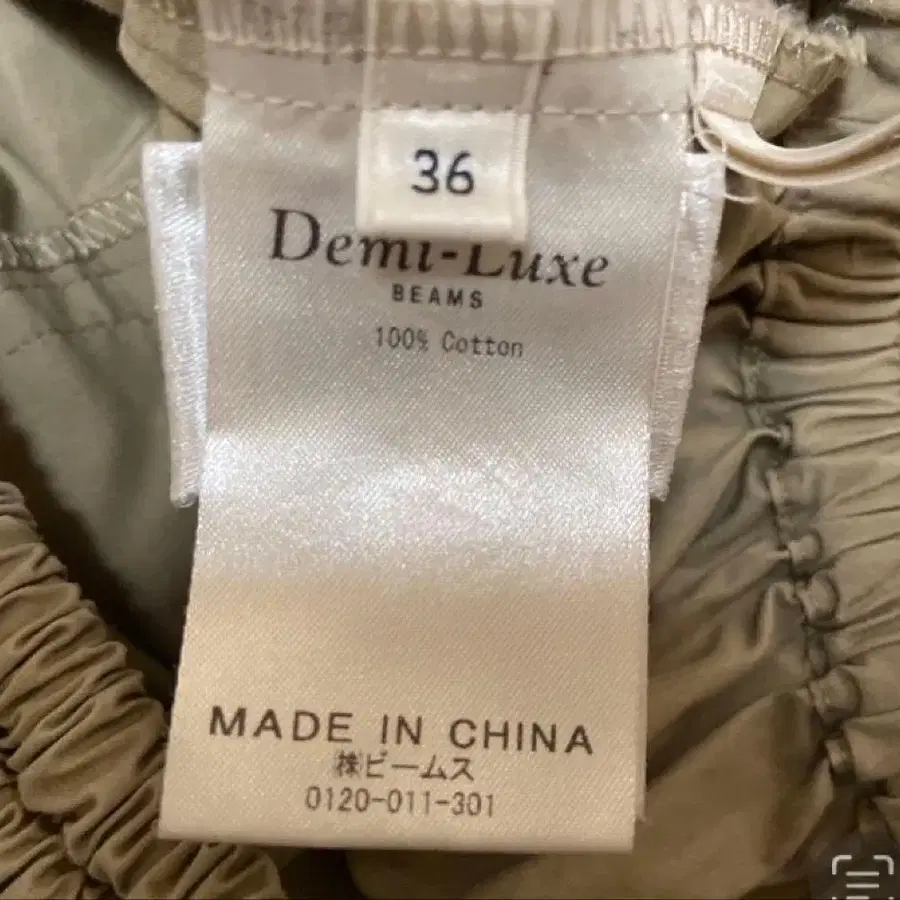 36
Demi-Luxe
BEAMS
100% Cotton
MADE IN CHINA
㈱ビームス
0120-011-301